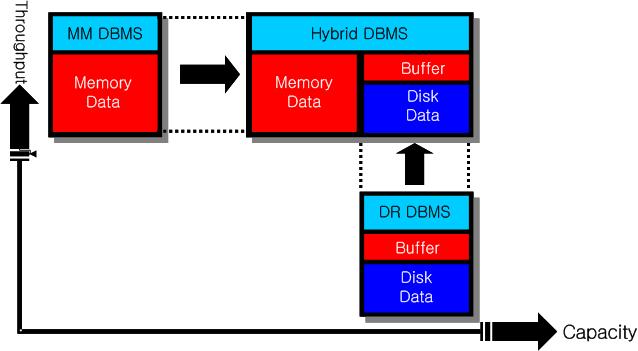 Throughput
MM DBMS
Memory
Data
Hybrid DBMS
Memory
Data
Buffer
Disk
Data
DR DBMS
Buffer
Disk
Data
Capacity